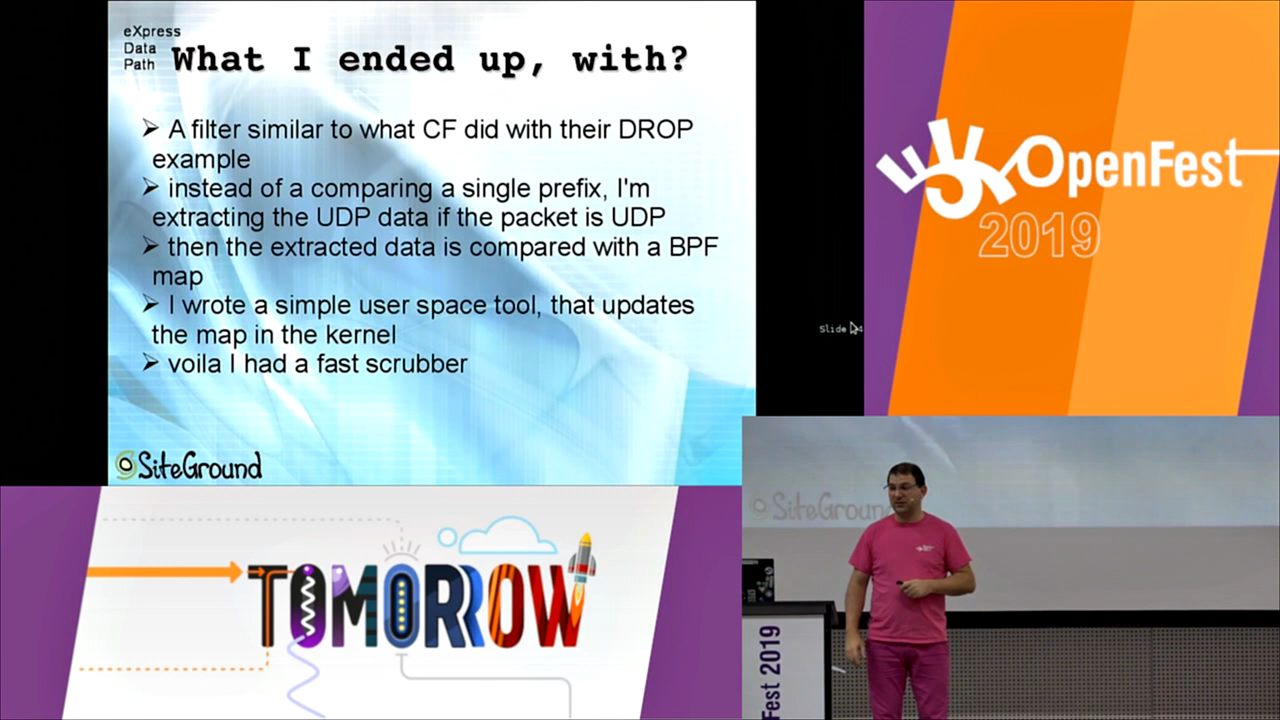 eXpress
Data
Path
What I ended up, with?
➢ A filter similar to what CF did with their DROP
example
➢ instead of a comparing a single prefix, I'm
extracting the UDP data if the packet is UDP
➢ then the extracted data is compared with a BPF
map
➢ I wrote a simple user space tool, that updates
the map in the kernel
➢ voila I had a fast scrubber
SiteGround
OpenFest
2019
Slide
TOMORROW
SiteGroun
Fest 2019